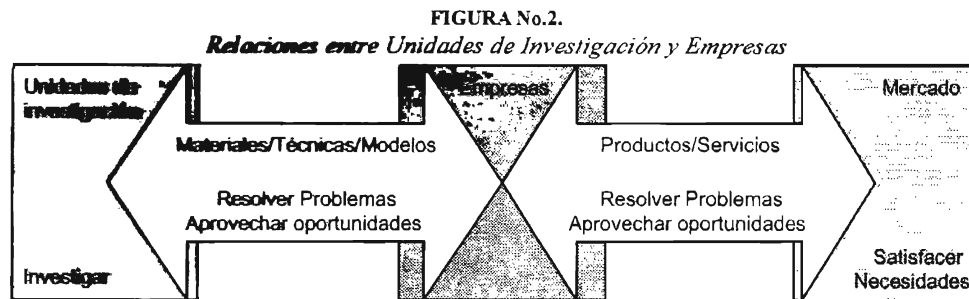 FIGURA No.2.
Relaciones entre Unidades de Investigación y Empresas
Unidades de
investigación
Empresas
Mercado
Materiales/Técnicas/Modelos
Productos/Servicios
Resolver Problemas
Aprovechar oportunidades
Resolver Problemas
Aprovechar oportunidades
Investigar
Satisfacer
Necesidades